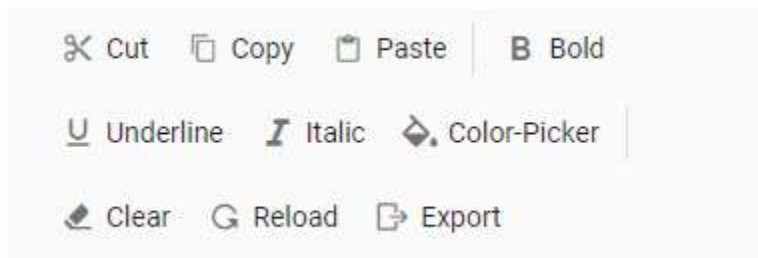 Cut Copy Paste Bold
Underline Italic Color-Picker
Clear Reload Export